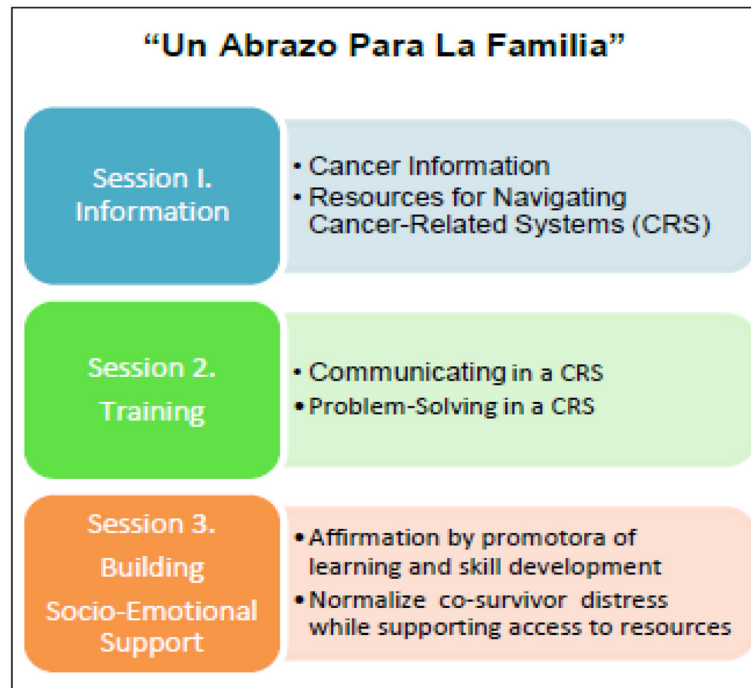 “Un Abrazo Para La Familia”
Session I.
Information
• Cancer Information
• Resources for Navigating
Cancer-Related Systems (CRS)
Session 2.
Training
• Communicating in a CRS
• Problem-Solving in a CRS
Session 3.
Building
Socio-Emotional
Support
• Affirmation by promotora of
learning and skill development
• Normalize co-survivor distress
while supporting access to resources